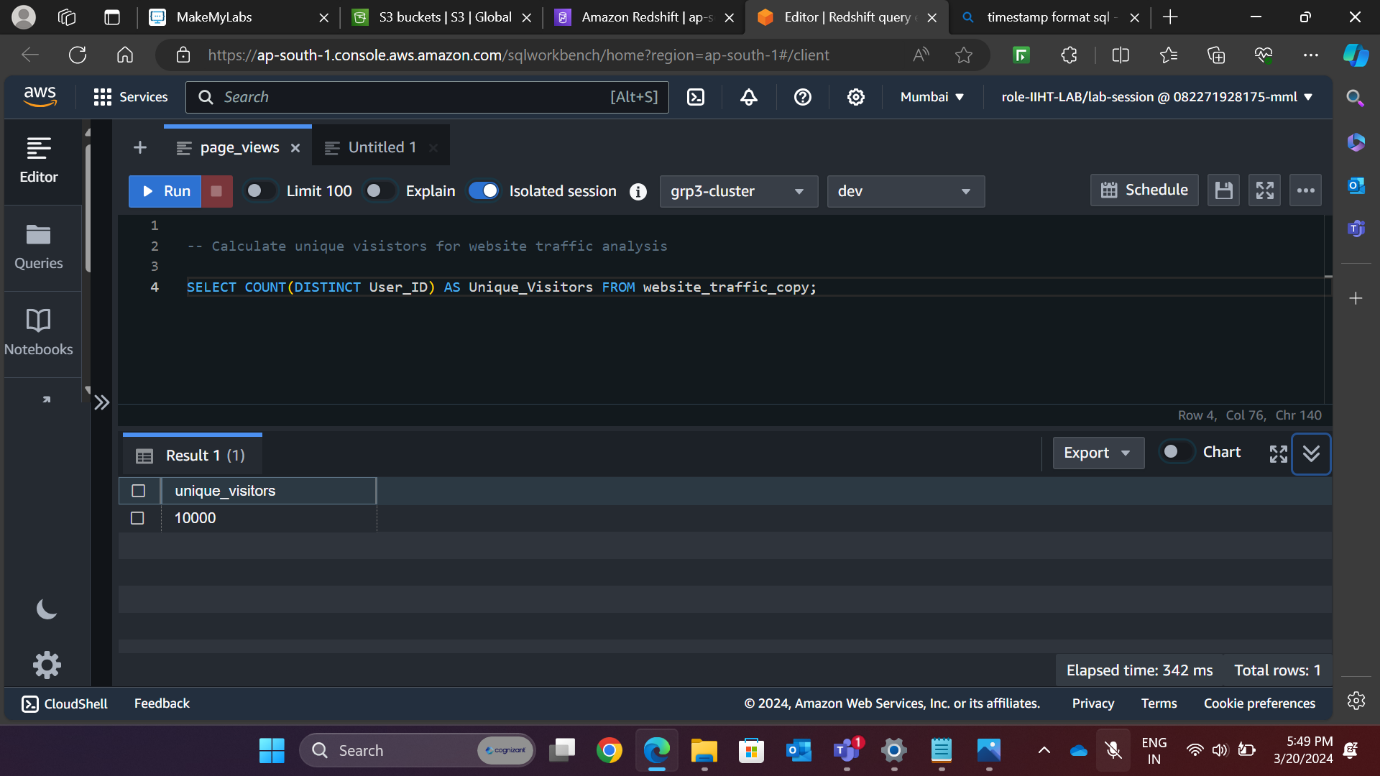 MakeMyLabs
S3 buckets | S3 | Global
Amazon Redshift | ap-s
Editor | Redshift query
timestamp format sql -
https://ap-south-1.console.aws.amazon.com/sqlworkbench/home?region=ap-south-1#/client
aws
Services
Search
[Alt+S]
Mumbai
role-IIHT-LAB/lab-session @ 082271928175-mml
Editor
Queries
Notebooks
page_views
Untitled 1
Run
Limit 100
Explain
Isolated session
grp3-cluster
dev
Schedule
1
2 -- Calculate unique visistors for website traffic analysis
3
4 SELECT COUNT(DISTINCT User_ID) AS Unique_Visitors FROM website_traffic_copy;
Row 4, Col 76, Chr 140
Result 1 (1)
Export
Chart
unique_visitors
10000
Elapsed time: 342 ms
Total rows: 1
CloudShell
Feedback
© 2024, Amazon Web Services, Inc. or its affiliates.
Privacy
Terms
Cookie preferences
Search
cognizant
1
ENG
IN
5:49 PM
3/20/2024